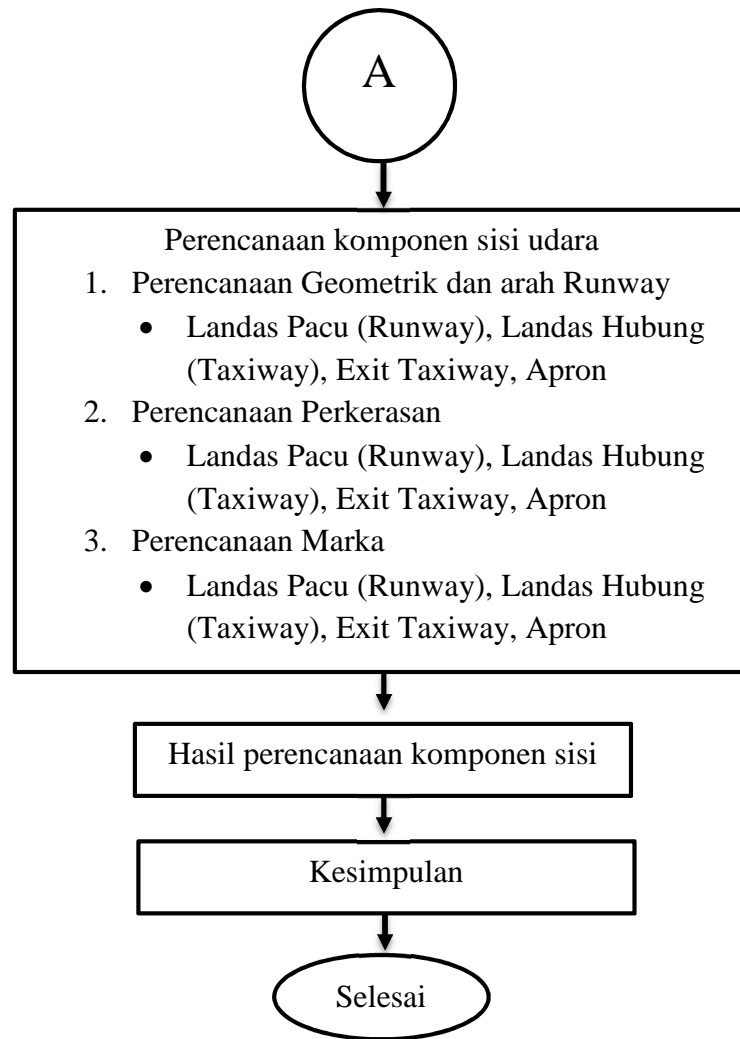 A
Perencanaan komponen sisi udara
1. Perencanaan Geometrik dan arah Runway
• Landas Pacu (Runway), Landas Hubung
(Taxiway), Exit Taxiway, Apron
2. Perencanaan Perkerasan
• Landas Pacu (Runway), Landas Hubung
(Taxiway), Exit Taxiway, Apron
3. Perencanaan Marka
• Landas Pacu (Runway), Landas Hubung
(Taxiway), Exit Taxiway, Apron
Hasil perencanaan komponen sisi
Kesimpulan
Selesai